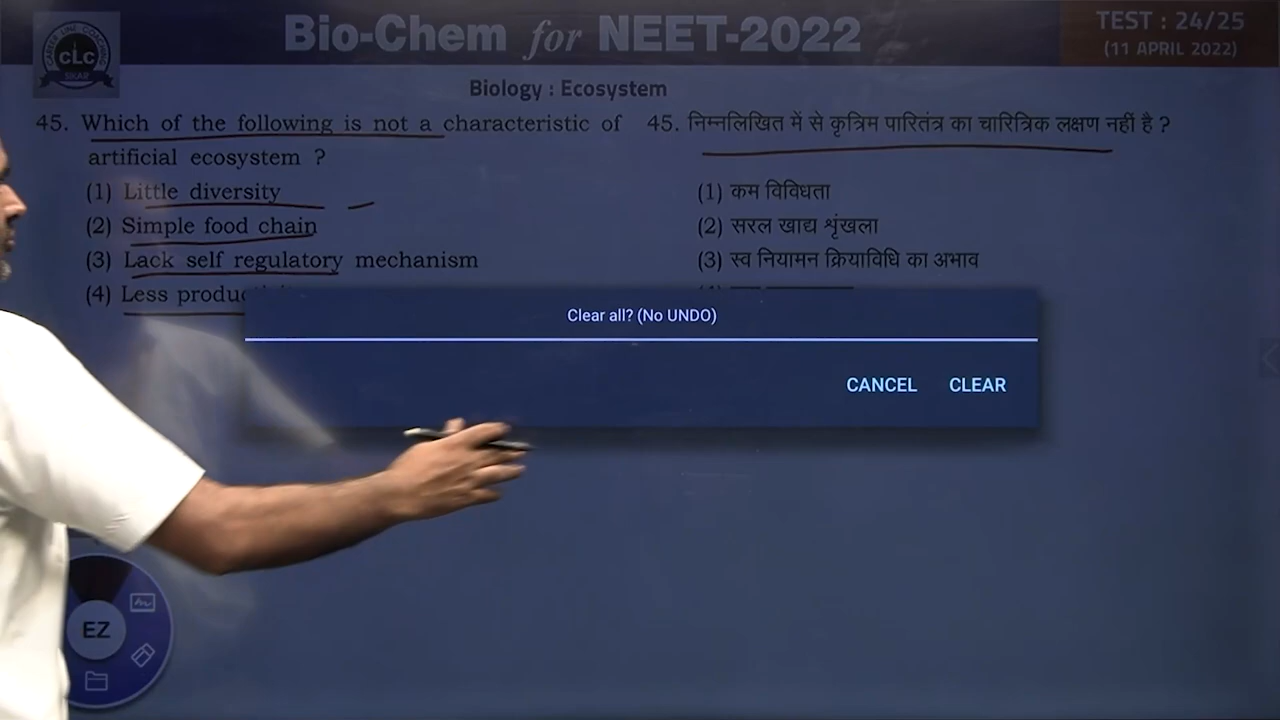 Bio-Chem for NEET-2022
TEST : 24/25
(11 APRIL 2022)
CLC
SIKAR
Biology : Ecosystem
45. Which of the following is not a characteristic of
artificial ecosystem ?
(1) Little diversity
(2) Simple food chain
(3) Lack self regulatory mechanism
(4) Less
45. निम्नलिखित में से कृत्रिम पारितंत्र का चारित्रिक लक्षण नहीं है ?
(1) कम विविधता
(2) सरल खाद्य शृंखला
(3) स्व नियामन क्रियाविधि का अभाव
Clear all? (No UNDO)
CANCEL CLEAR
EZ